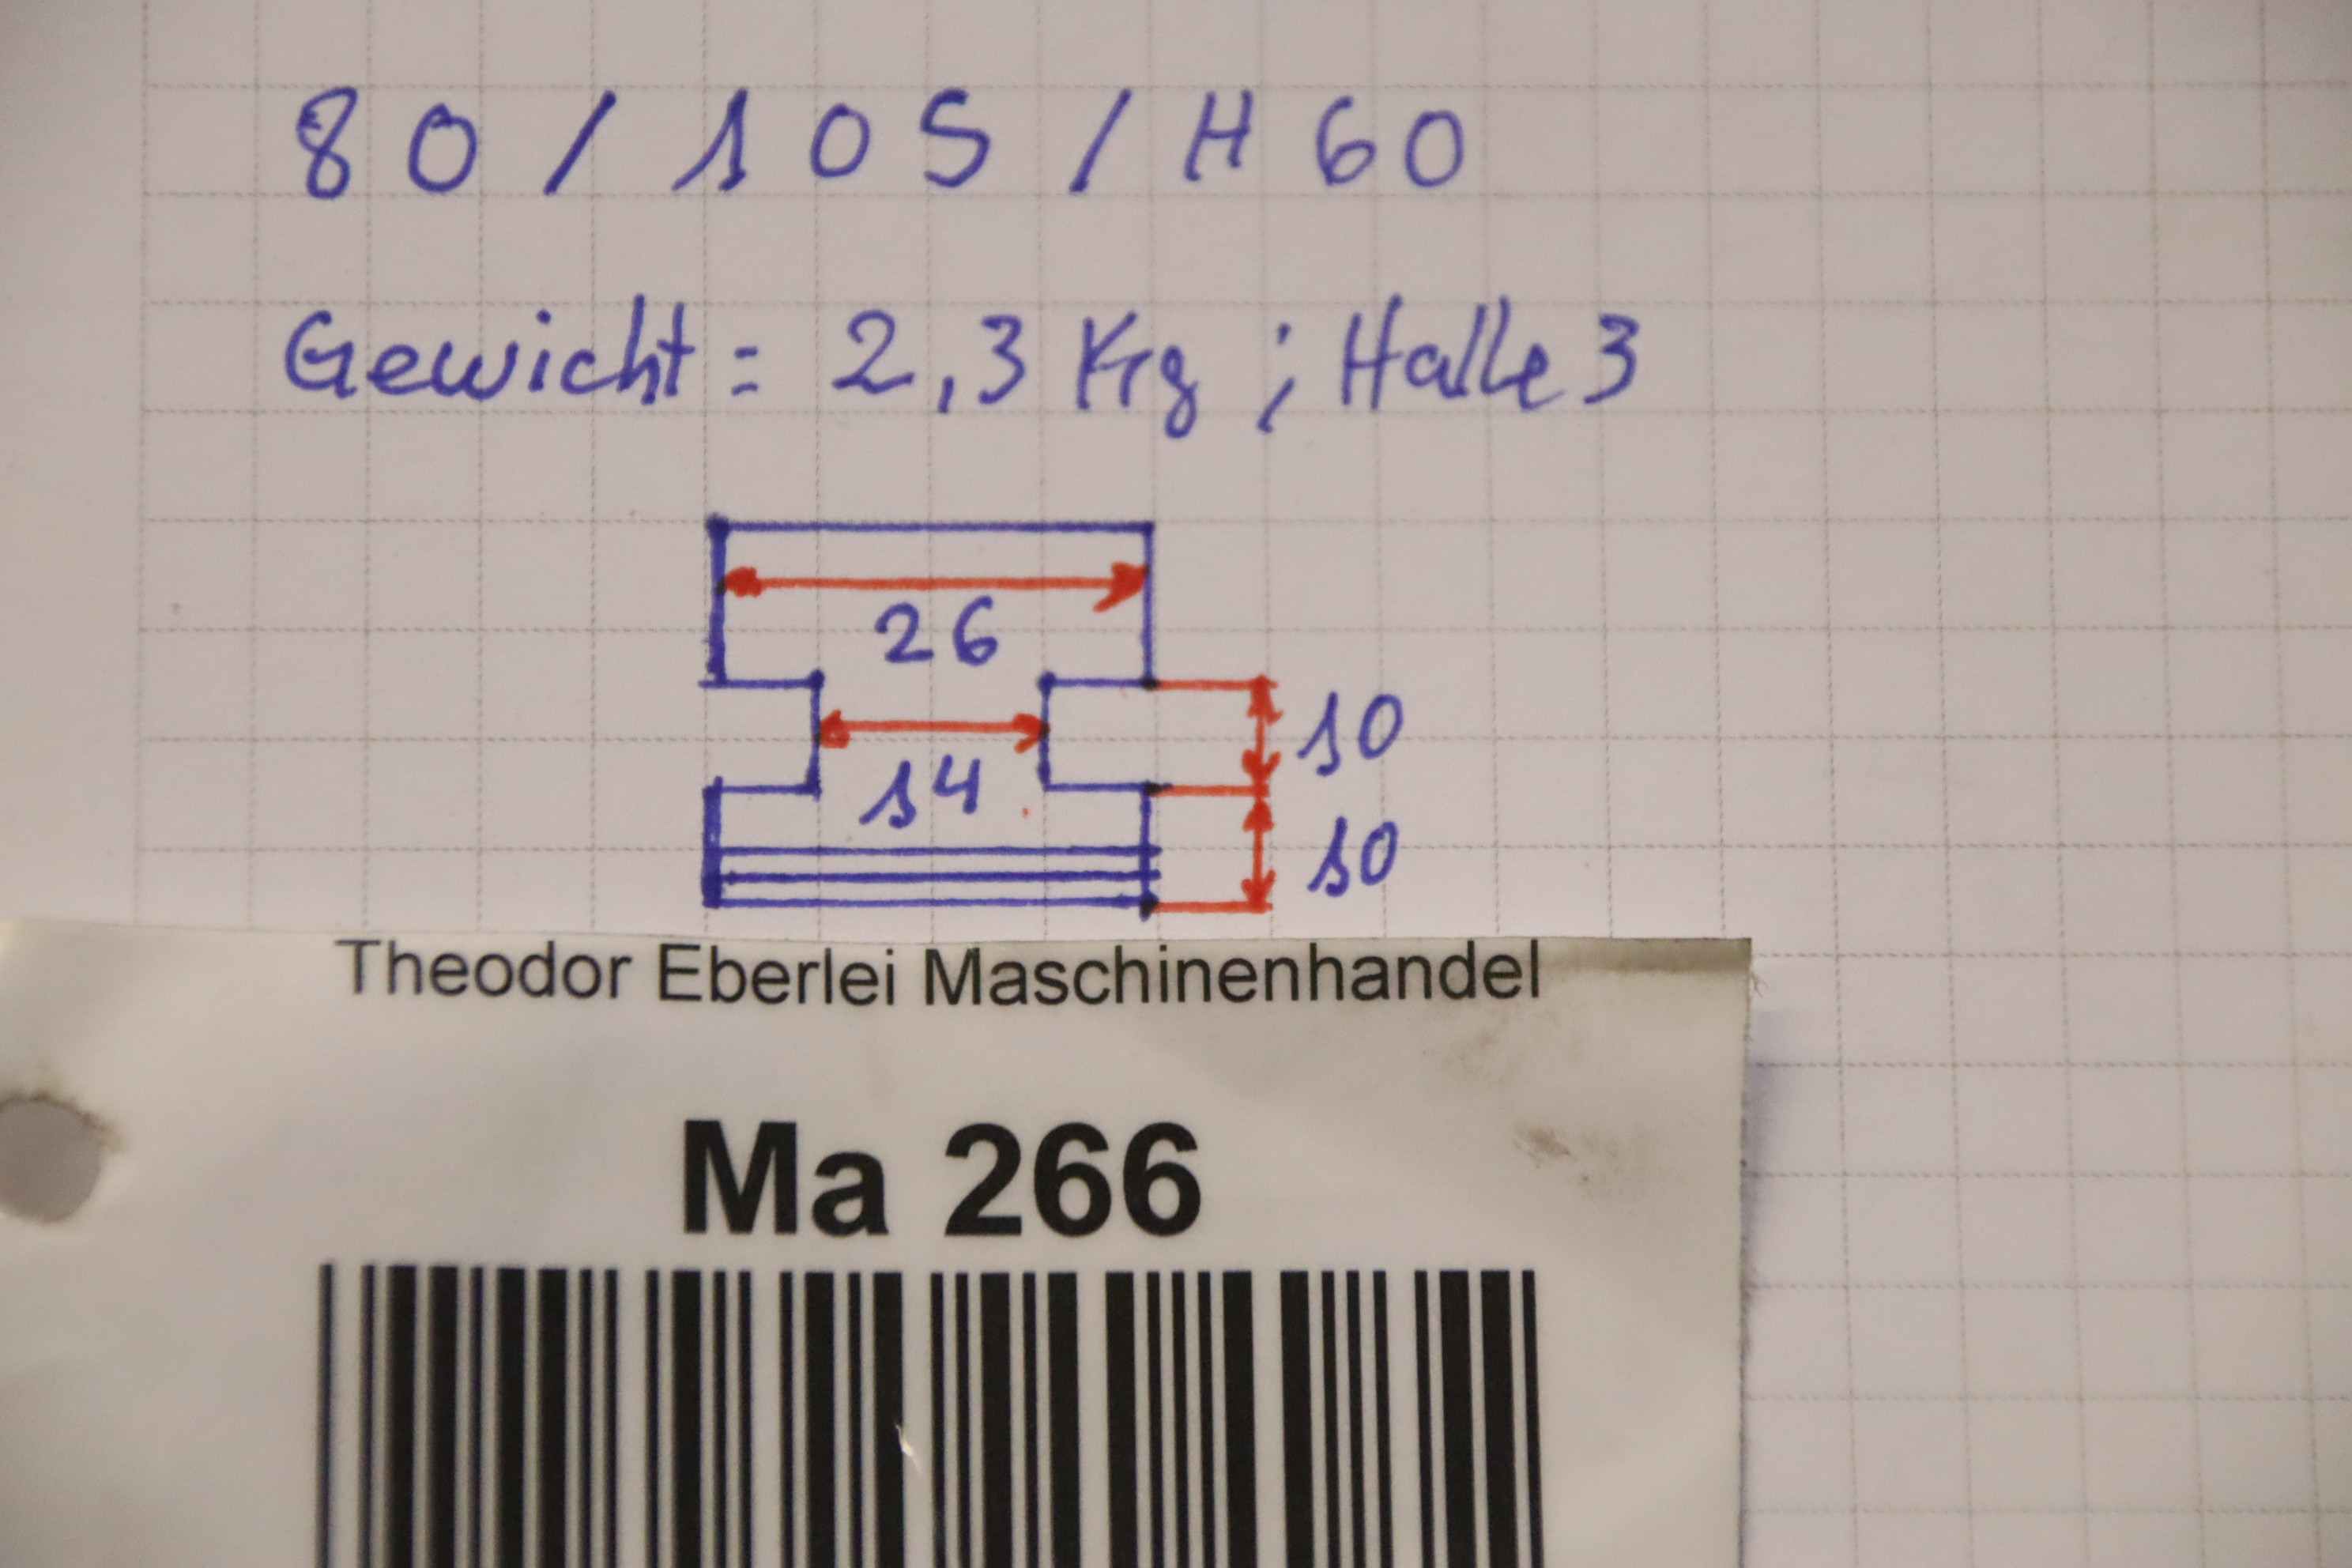 80/105/H60
Gewicht = 2,3 Kg ; Halle 3
26
10
14
10
Theodor Eberlei Maschinenhandel
Ma 266